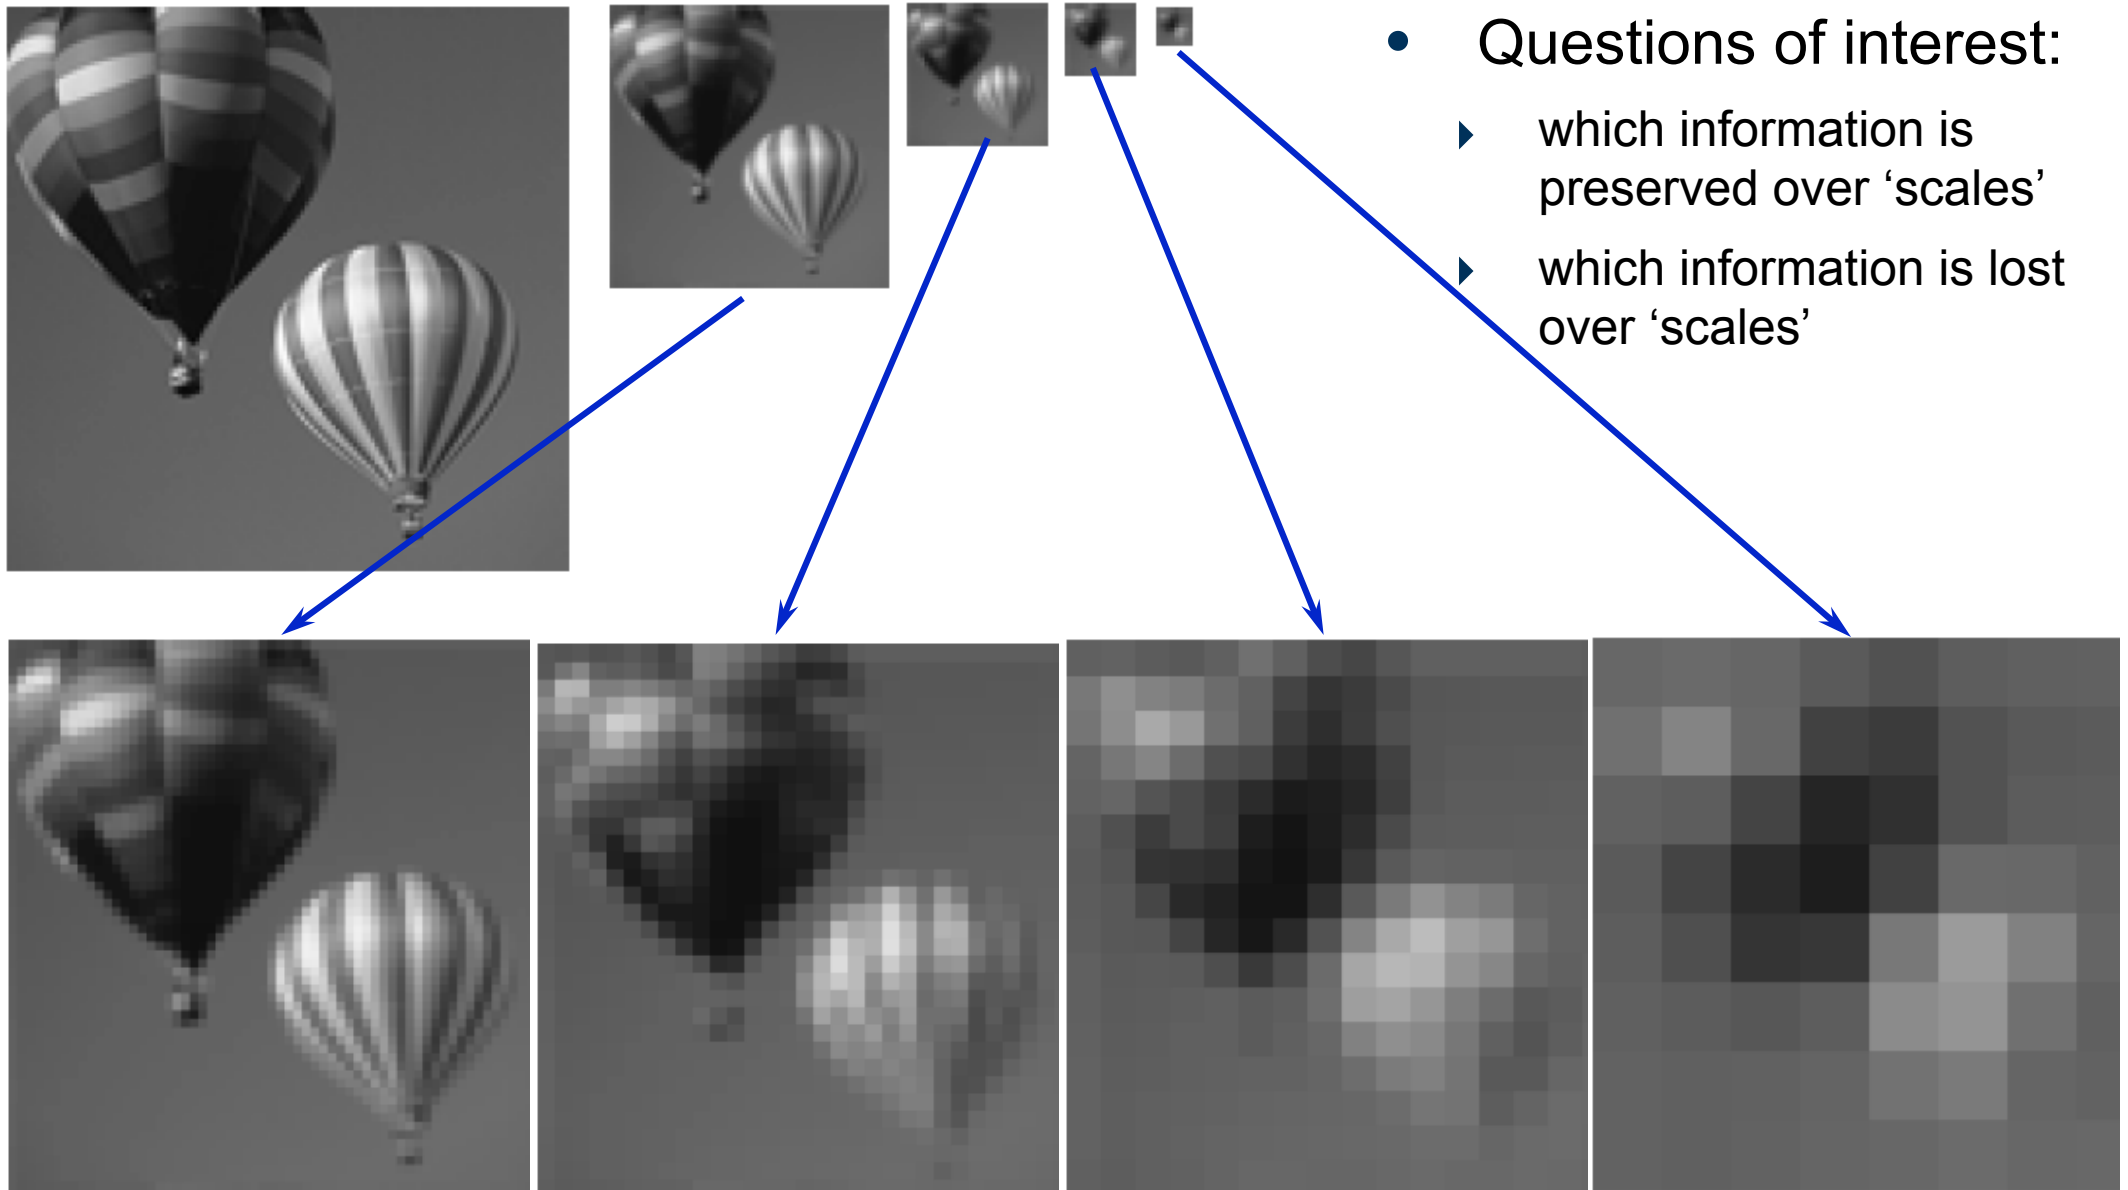 • Questions of interest:
which information is
preserved over ‘scales’
which information is lost
over ‘scales’